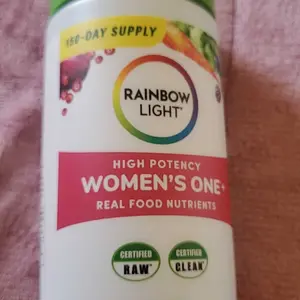 150-DAY SUPPLY
RAINBOW
LIGHT®
HIGH POTENCY
WOMEN'S ONE+
REAL FOOD NUTRIENTS
CERTIFIED
RAW
CERTIFIED
CLEAN